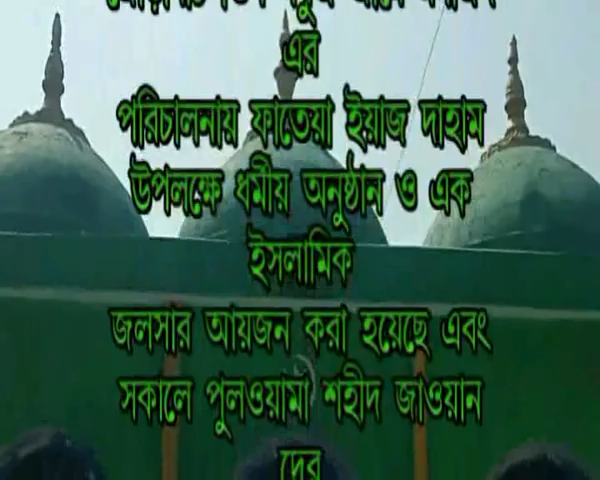 এর
পরিচালনায় ফাতেয়া ইয়াজ দাহাম
উপলক্ষে ধর্মীয় অনুষ্ঠান ও এক
ইসলামিক
জলসার আয়জন করা হয়েছে এবং
সকালে পুলওয়ামা শহীদ জাওয়ান
দের